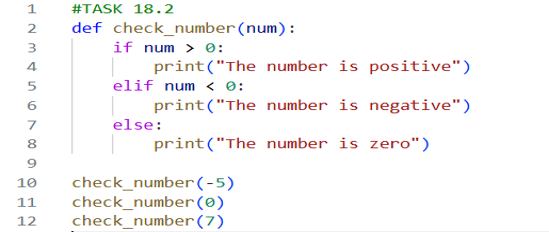 1 #TASK 18.2
2 def check_number(num):
3     if num > 0:
4         print("The number is positive")
5     elif num < 0:
6         print("The number is negative")
7     else:
8         print("The number is zero")
9
10 check_number(-5)
11 check_number(0)
12 check_number(7)